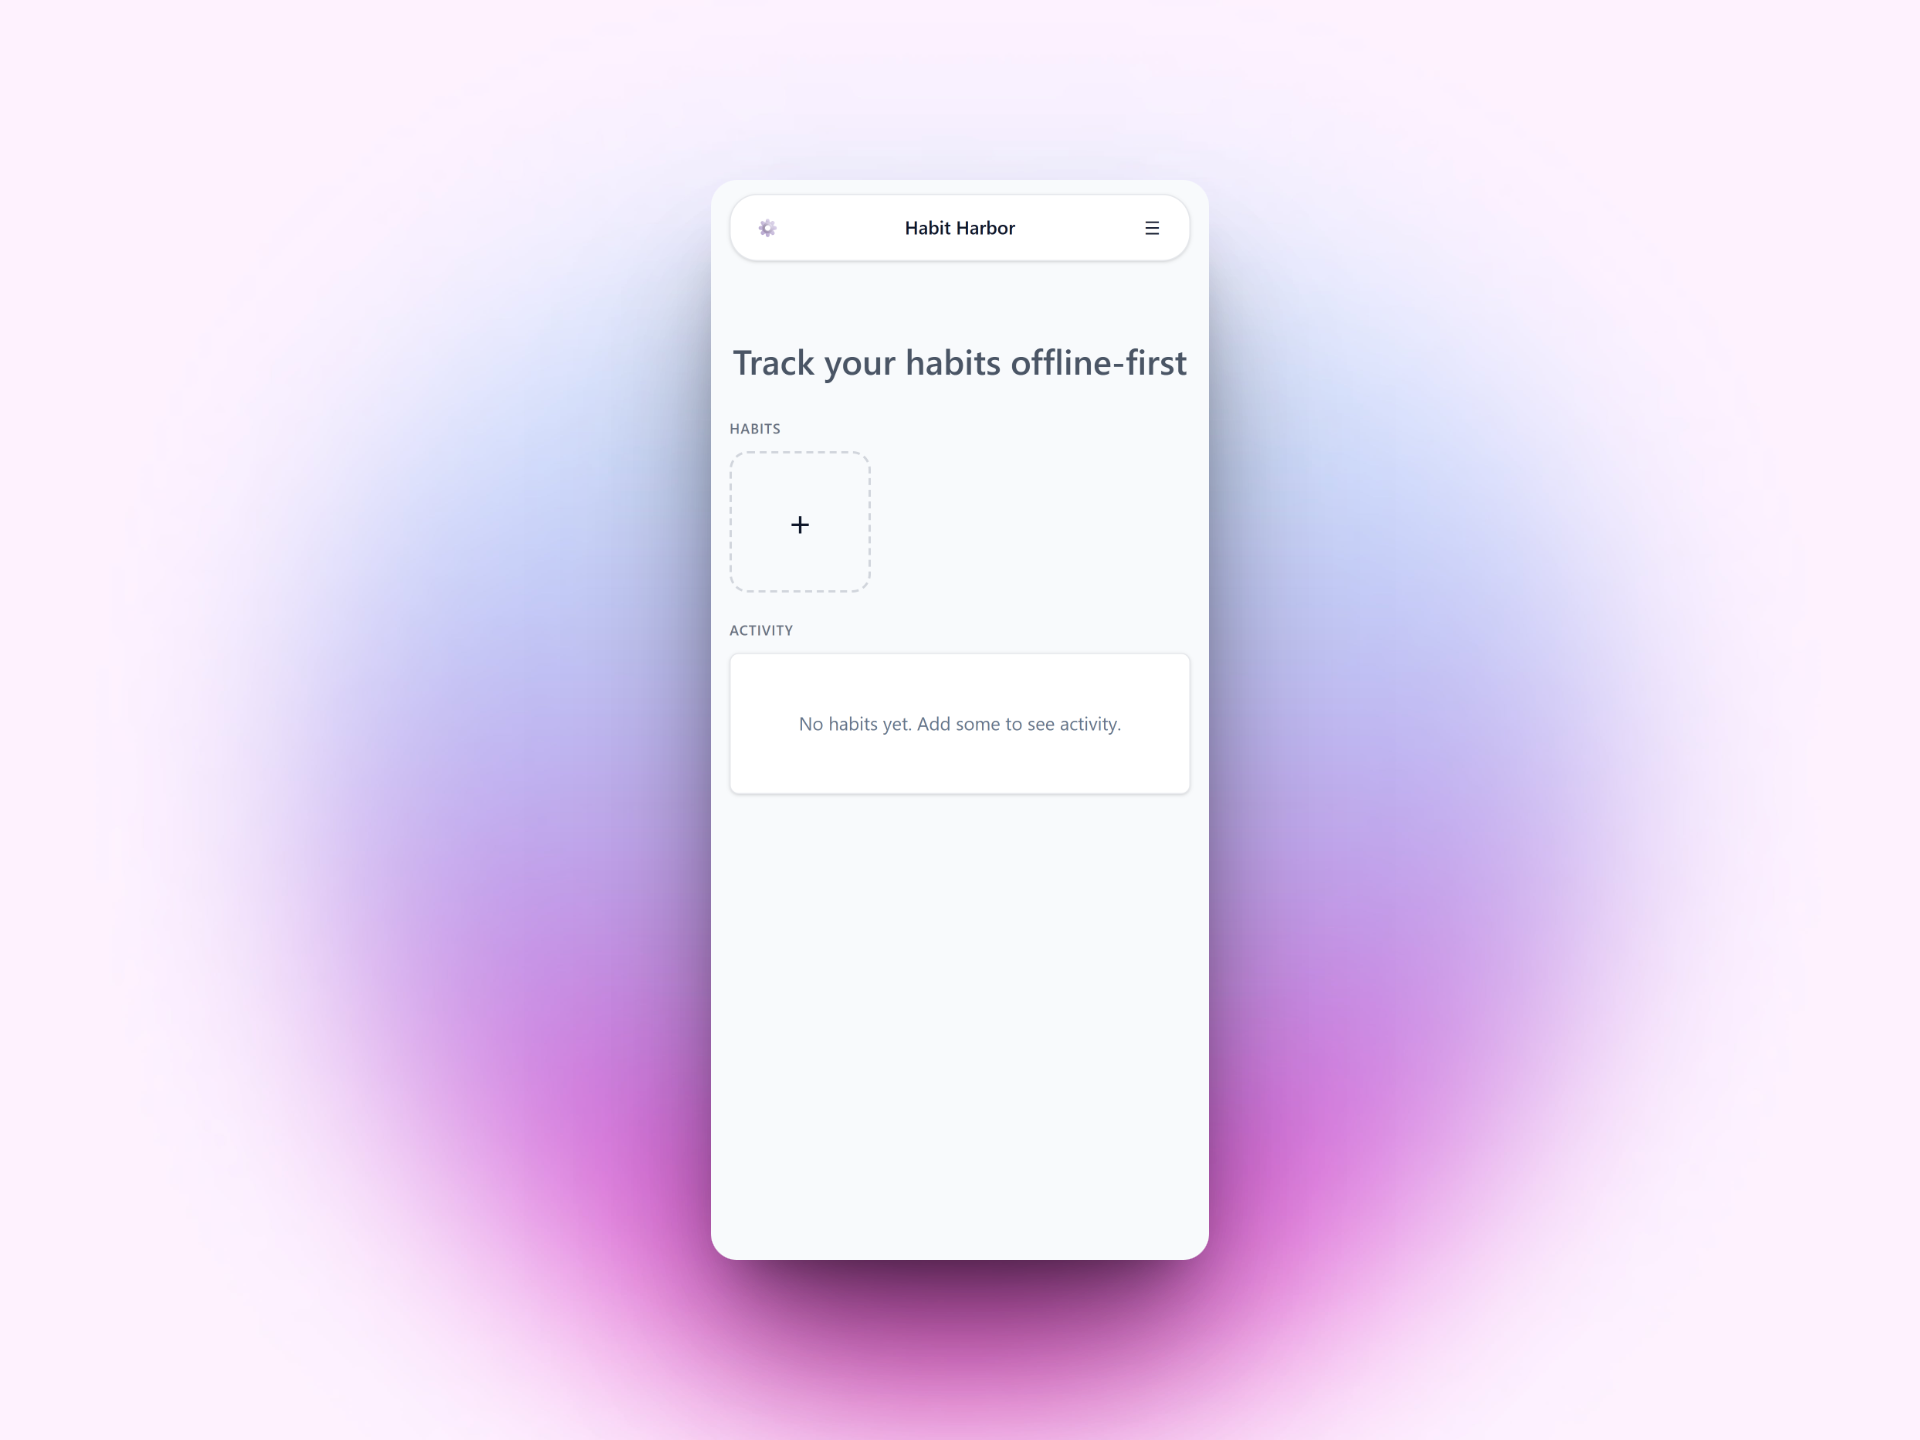 Habit Harbor
Track your habits offline-first
HABITS
+
ACTIVITY
No habits yet. Add some to see activity.